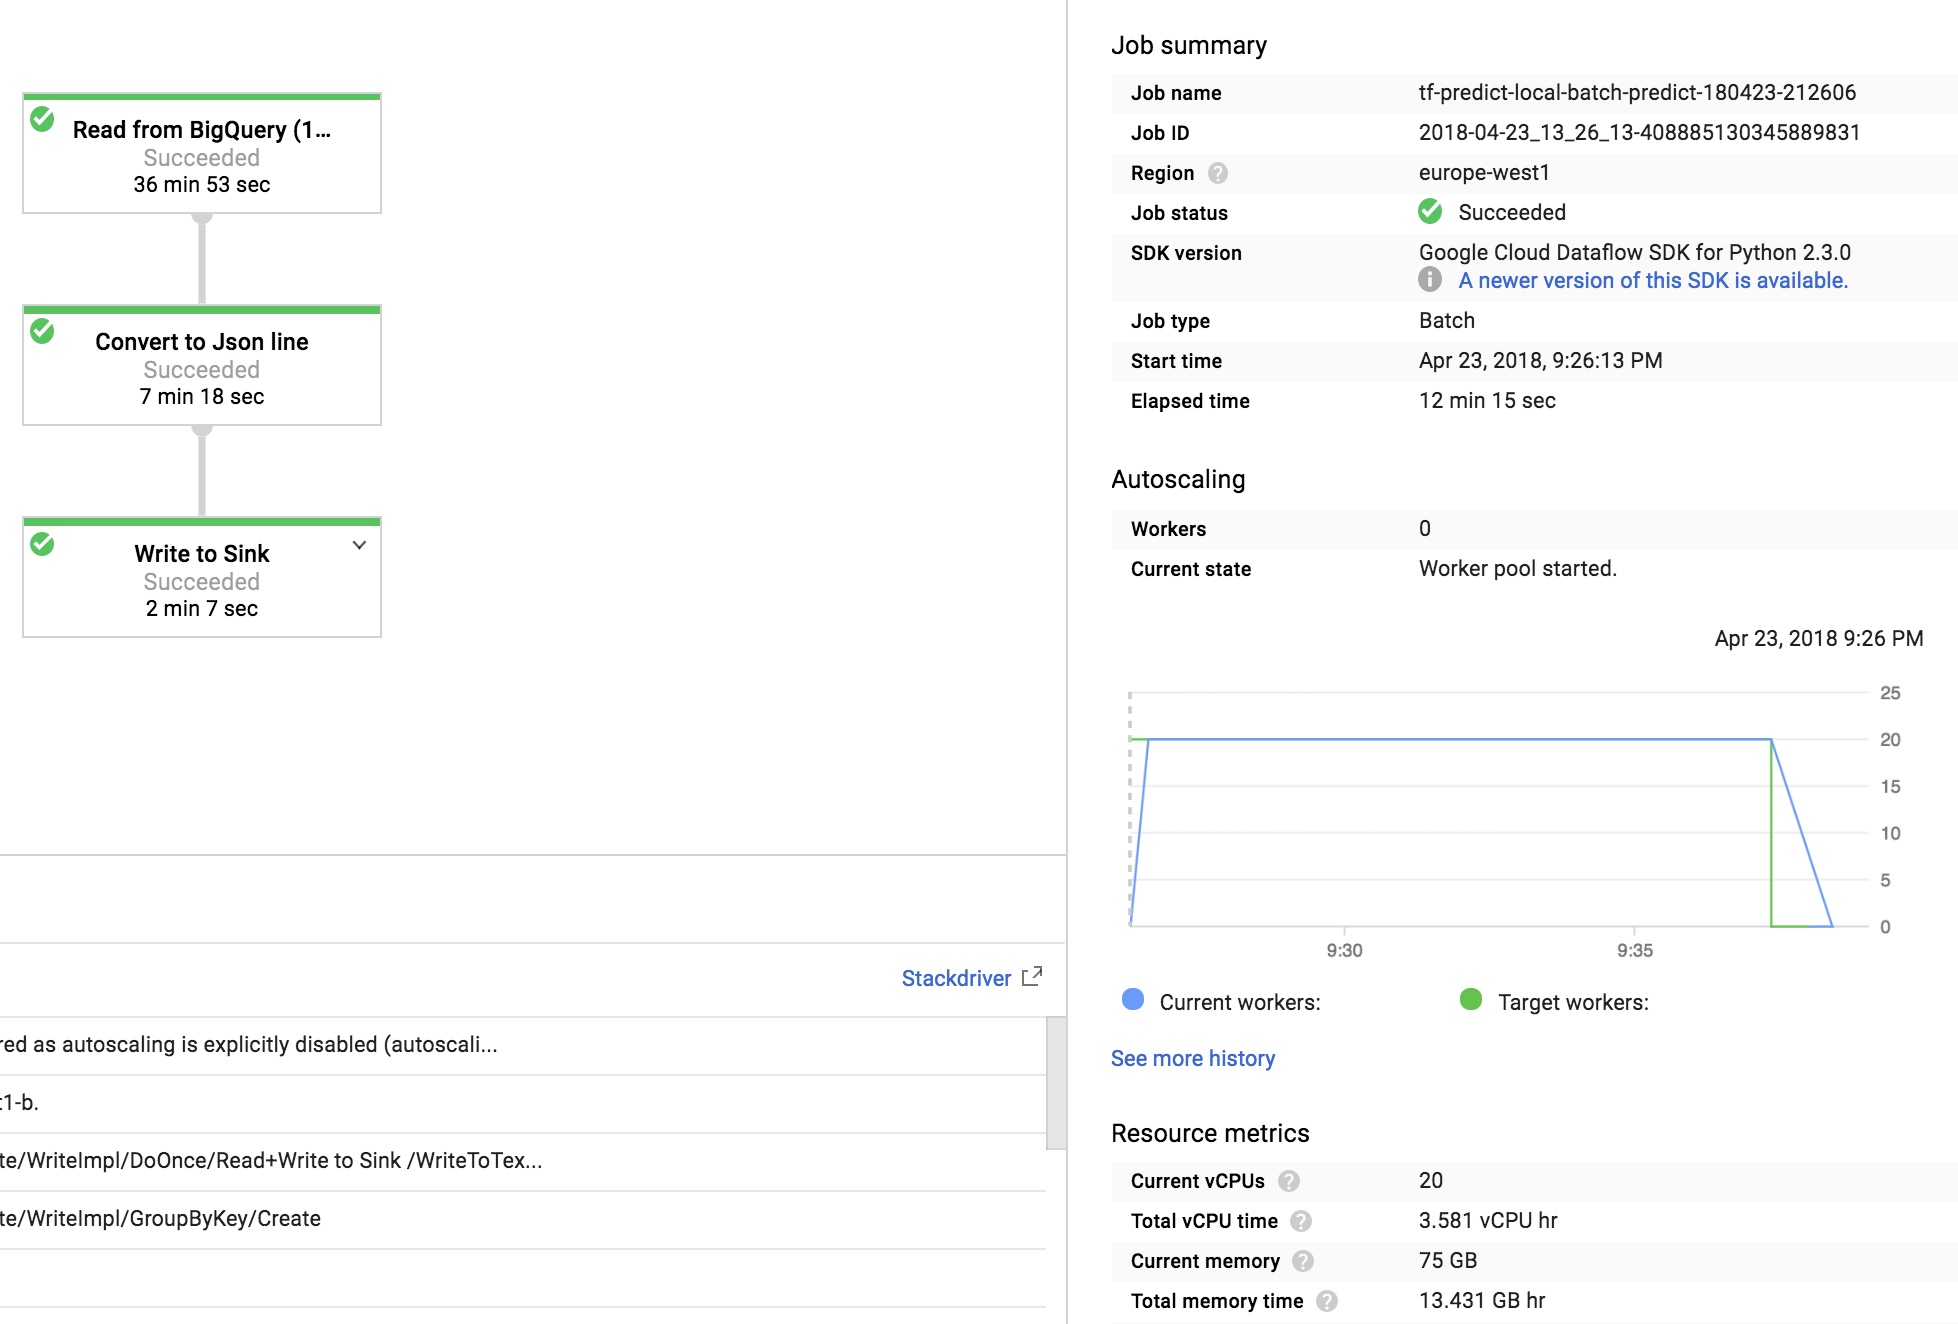 Read from BigQuery (1...
Succeeded
36 min 53 sec
Convert to Json line
Succeeded
7 min 18 sec
Write to Sink
Succeeded
2 min 7 sec
Stackdriver
red as autoscaling is explicitly disabled (autoscali...
t1-b.
te/WriteImpl/DoOnce/Read+Write to Sink /WriteToTex...
te/WriteImpl/GroupByKey/Create
Job summary
Job name tf-predict-local-batch-predict-180423-212606
Job ID 2018-04-23_13_26_13-408885130345889831
Region ? europe-west1
Job status Succeeded
SDK version Google Cloud Dataflow SDK for Python 2.3.0
A newer version of this SDK is available.
Job type Batch
Start time Apr 23, 2018, 9:26:13 PM
Elapsed time 12 min 15 sec
Autoscaling
Workers 0
Current state Worker pool started.
Apr 23, 2018 9:26 PM
25
20
15
10
5
0
9:30 9:35
Current workers: Target workers:
See more history
Resource metrics
Current vCPUs ? 20
Total vCPU time ? 3.581 vCPU hr
Current memory ? 75 GB
Total memory time ? 13.431 GB hr